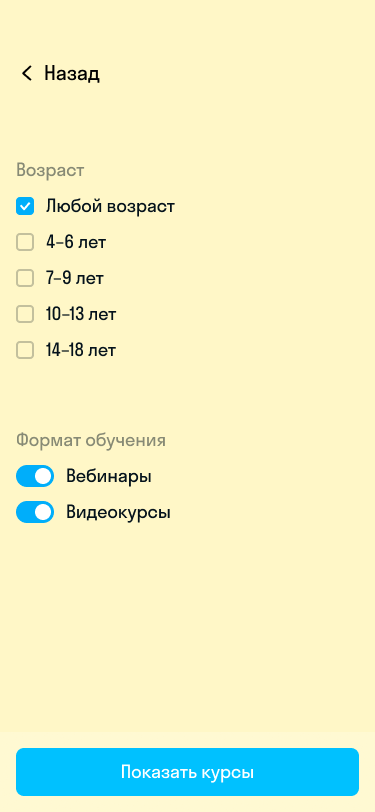 Назад
Возраст
Любой возраст
4–6 лет
7–9 лет
10–13 лет
14–18 лет
Формат обучения
Вебинары
Видеокурсы
Показать курсы